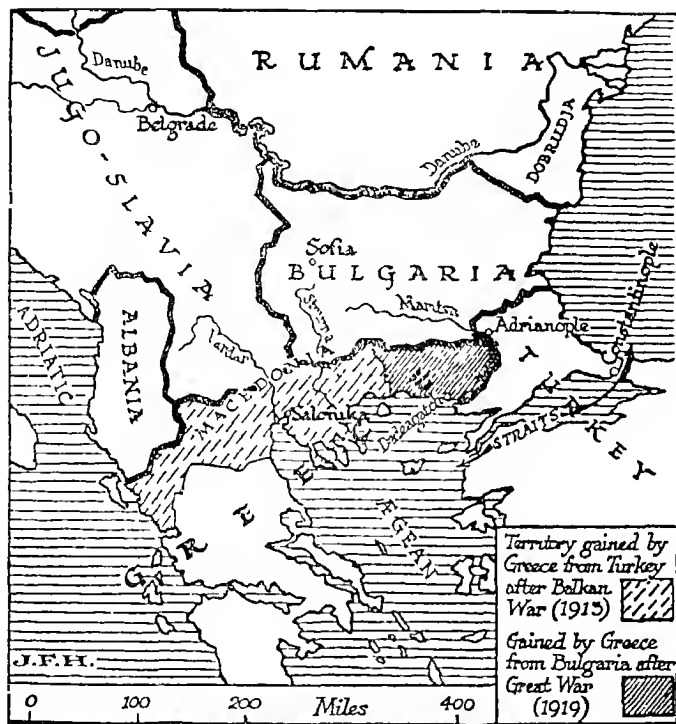 RUMANIA
Danube
Belgrade
JUGO-SLAVIA
Danube
DOBRUDJA
Sofia
BULGARIA
Struma
Maritza
Adrianople
Constantinople
ADRIATIC
ALBANIA
Vardar
MACEDONIA
Salonika
Dedeagatch
STRAITS
TURKEY
GREECE
ÆGEAN
Territory gained by
Greece from Turkey
after Balkan
War (1913)
Gained by Greece
from Bulgaria after
Great War
(1919)
J.F.H.
0 100 200 Miles 400